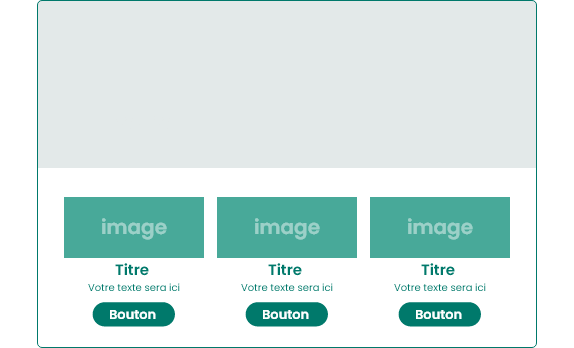 image image image
Titre Titre Titre
Votre texte sera ici Votre texte sera ici Votre texte sera ici
Bouton Bouton Bouton